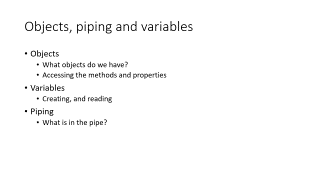 Objects, piping and variables
• Objects
• What objects do we have?
• Accessing the methods and properties
• Variables
• Creating, and reading
• Piping
• What is in the pipe?